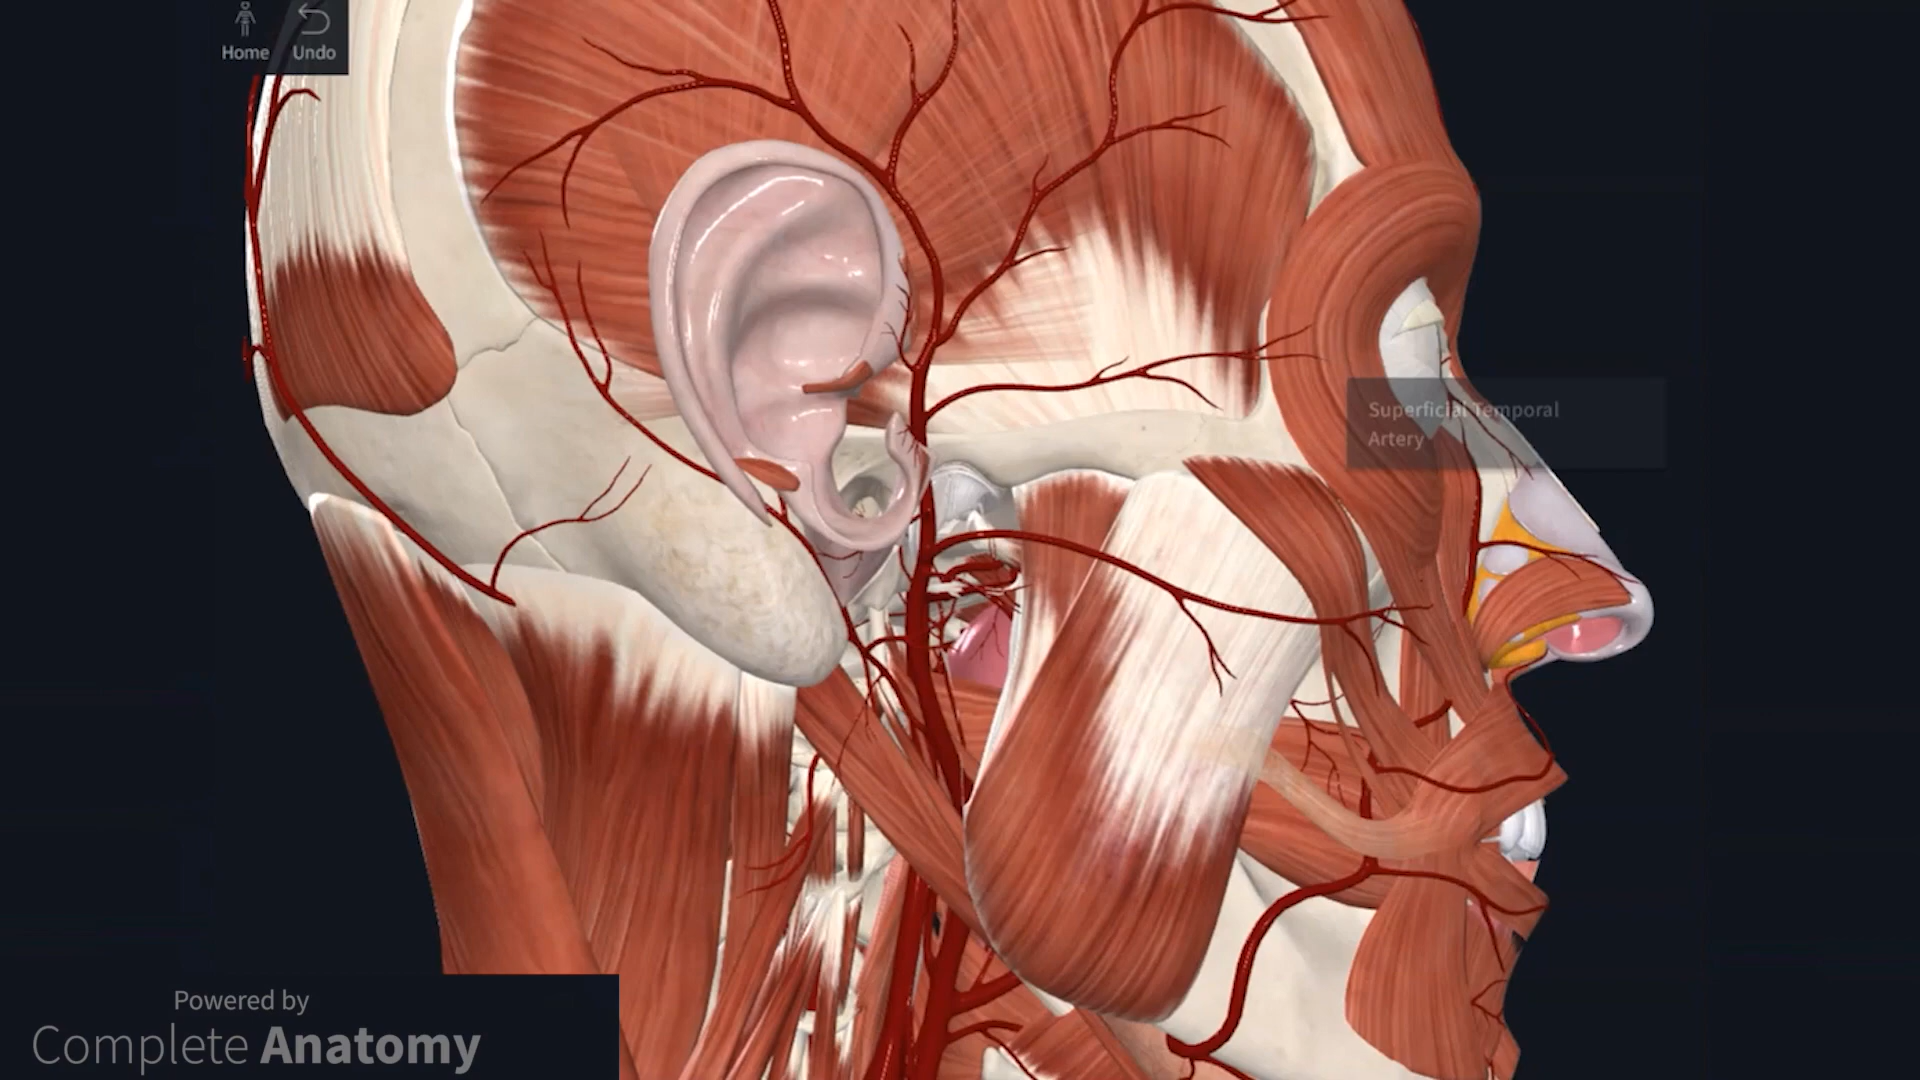 Home Undo
Superficial Temporal
Artery
Powered by
Complete Anatomy